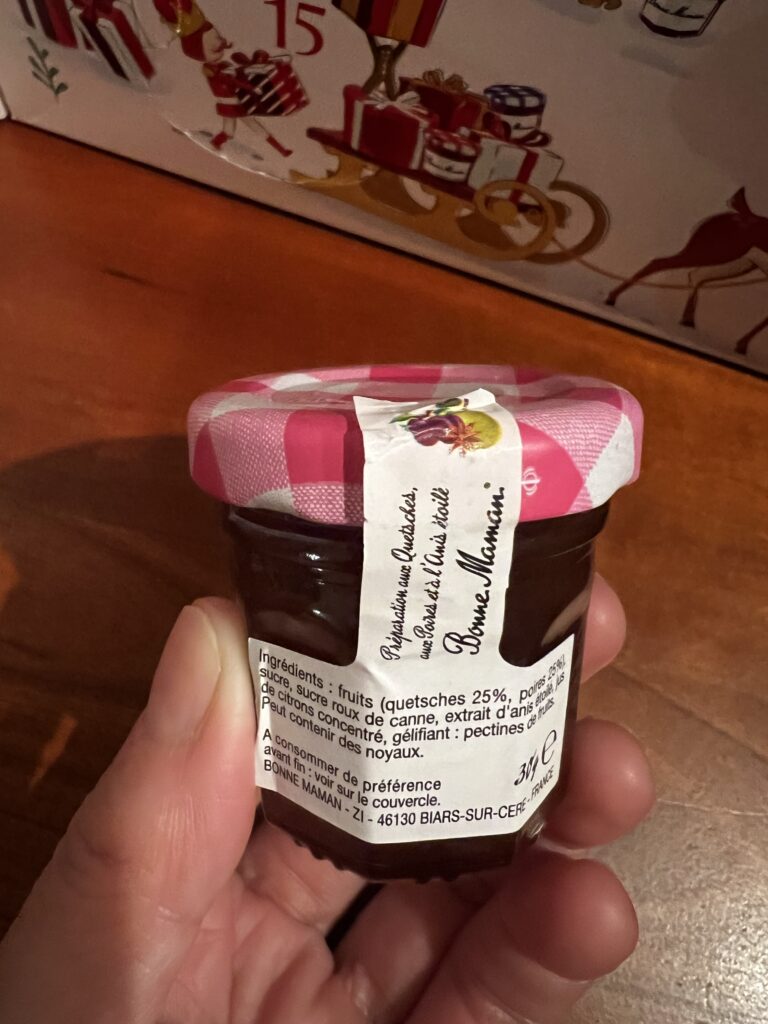 15
Préparation aux Quetsches,
aux Poires et à l'Anis étoilé
Bonne Maman.
Ingrédients : fruits (quetsches 25%, poires 25%),
sucre, sucre roux de canne, extrait d'anis étoilé, jus
de citrons concentré, gélifiant : pectines de fruits.
Peut contenir des noyaux.
A consommer de préférence
avant fin : voir sur le couvercle.
30g e
BONNE MAMAN - ZI - 46130 BIARS-SUR-CERE - FRANCE